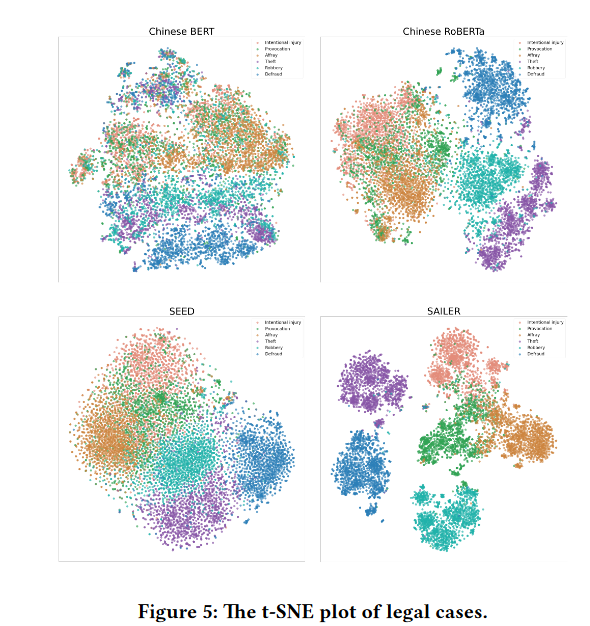 Chinese BERT
Intentional Injury
Provocation
Affray
Theft
Robbery
Defraud
Chinese RoBERTa
Intentional Injury
Provocation
Affray
Theft
Robbery
Defraud
SEED
Intentional Injury
Provocation
Affray
Theft
Robbery
Defraud
SAILER
Intentional Injury
Provocation
Affray
Theft
Robbery
Defraud
Figure 5: The t-SNE plot of legal cases.